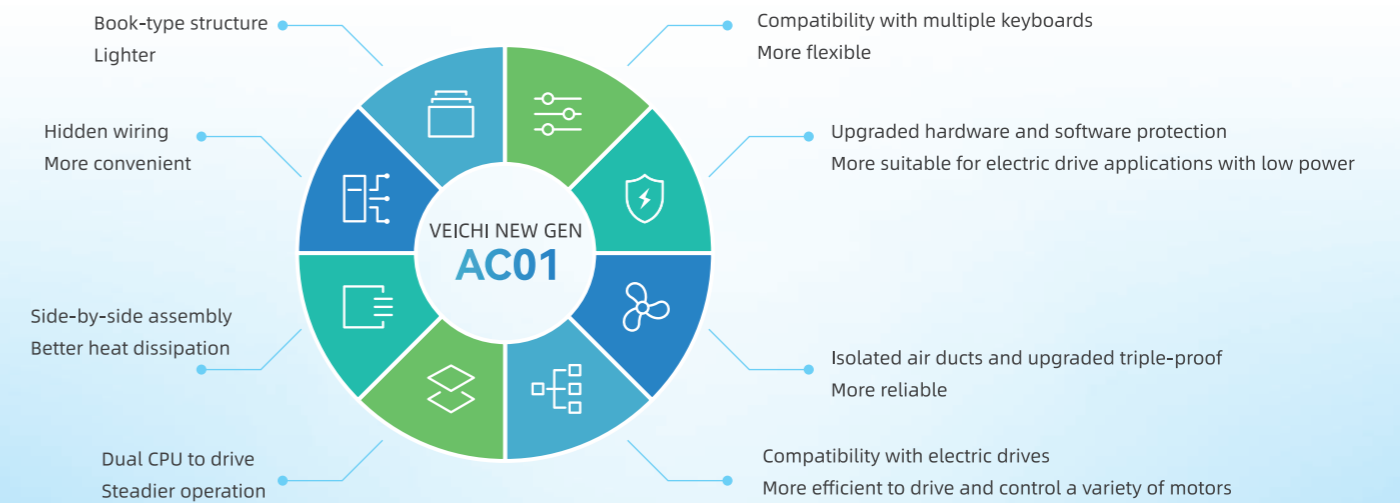 Book-type structure
Lighter
Compatibility with multiple keyboards
More flexible
Hidden wiring
More convenient
Upgraded hardware and software protection
More suitable for electric drive applications with low power
VEICHI NEW GEN
AC01
Side-by-side assembly
Better heat dissipation
Isolated air ducts and upgraded triple-proof
More reliable
Dual CPU to drive
Steadier operation
Compatibility with electric drives
More efficient to drive and control a variety of motors